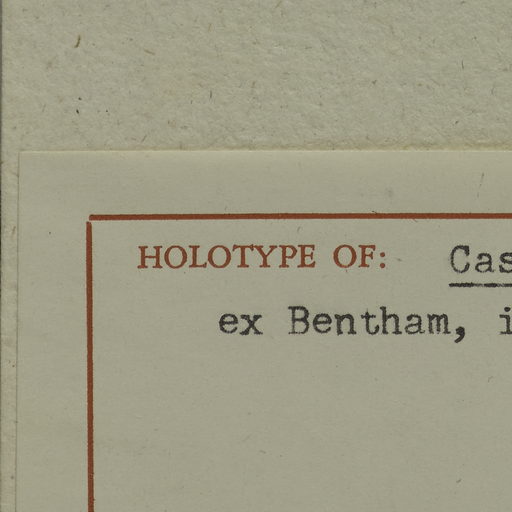 HOLOTYPE OF: Cas
ex Bentham, i